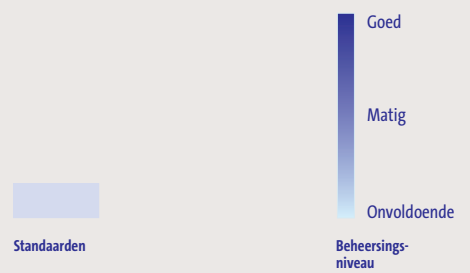 Goed
Matig
Onvoldoende
Standaarden
Beheersings-
niveau